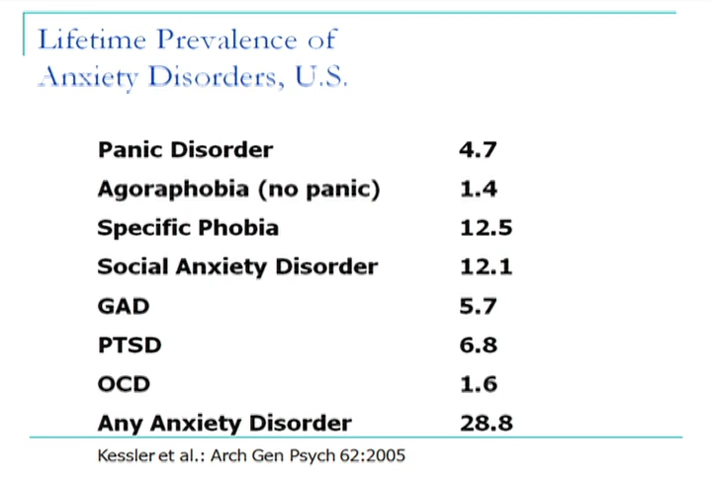 Lifetime Prevalence of
Anxiety Disorders, U.S.
Panic Disorder 4.7
Agoraphobia (no panic) 1.4
Specific Phobia 12.5
Social Anxiety Disorder 12.1
GAD 5.7
PTSD 6.8
OCD 1.6
Any Anxiety Disorder 28.8
Kessler et al.: Arch Gen Psych 62:2005